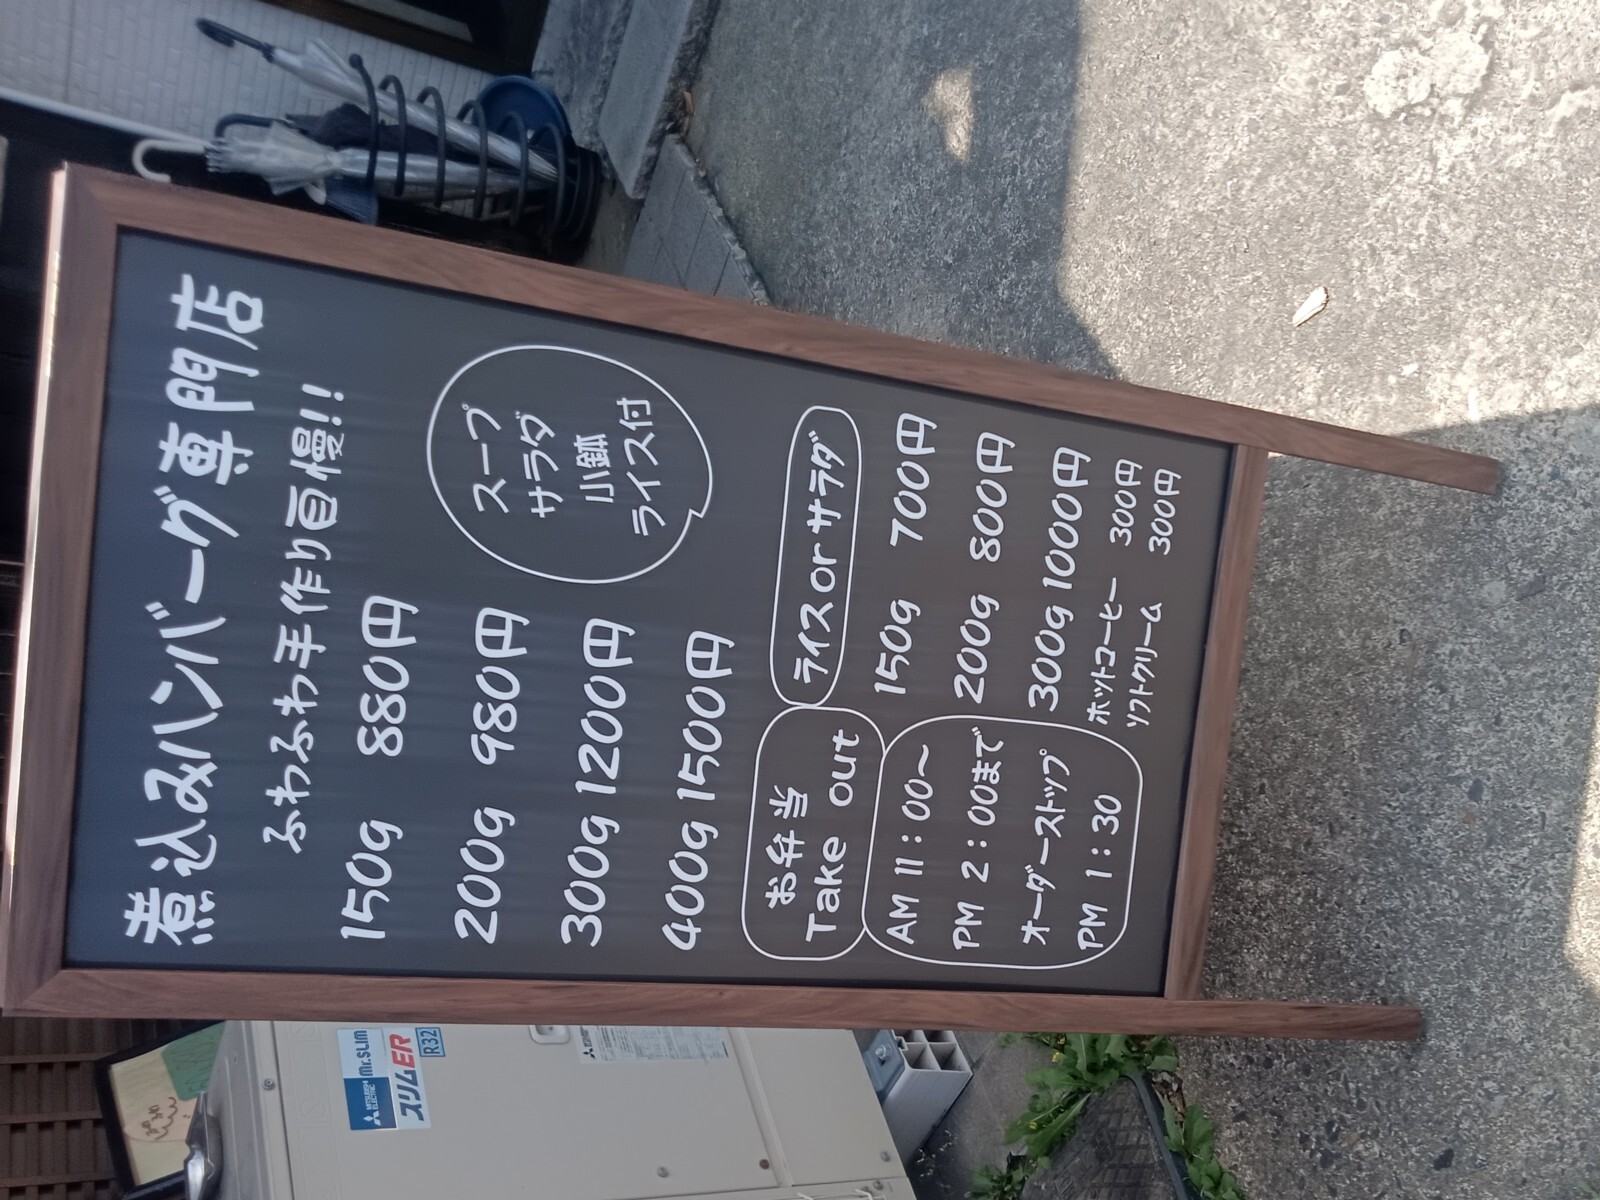 煮込みハンバーグ専門店
ふわふわ手作り自慢!!
150g 880円
200g 980円
300g 1200円
400g 1500円
スープ
サラダ
小鉢
ライス付
お弁当
Take out
ライス or サラダ
150g 700円
200g 800円
300g 1000円
ホットコーヒー 300円
ソフトクリーム 300円
AM 11:00〜
PM 2:00まで
オーダーストップ
PM 1:30
MITSUBISHI ELECTRIC
Mr.SLIM
スリムER
R32